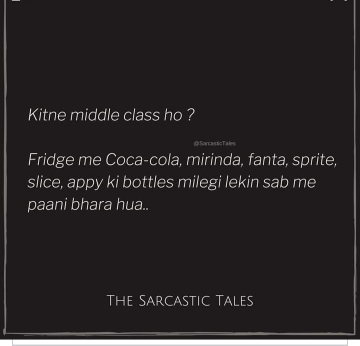 Kitne middle class ho ?
@SarcasticTales
Fridge me Coca-cola, mirinda, fanta, sprite,
slice, appy ki bottles milegi lekin sab me
paani bhara hua..
The Sarcastic Tales